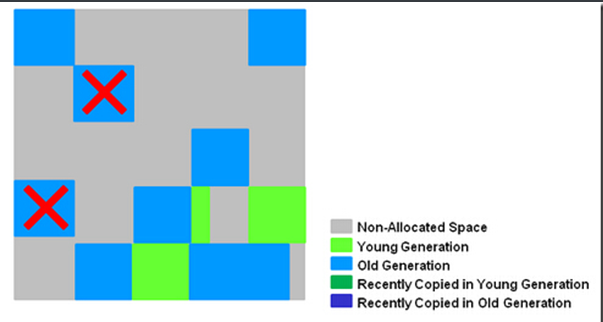 Non-Allocated Space
Young Generation
Old Generation
Recently Copied in Young Generation
Recently Copied in Old Generation